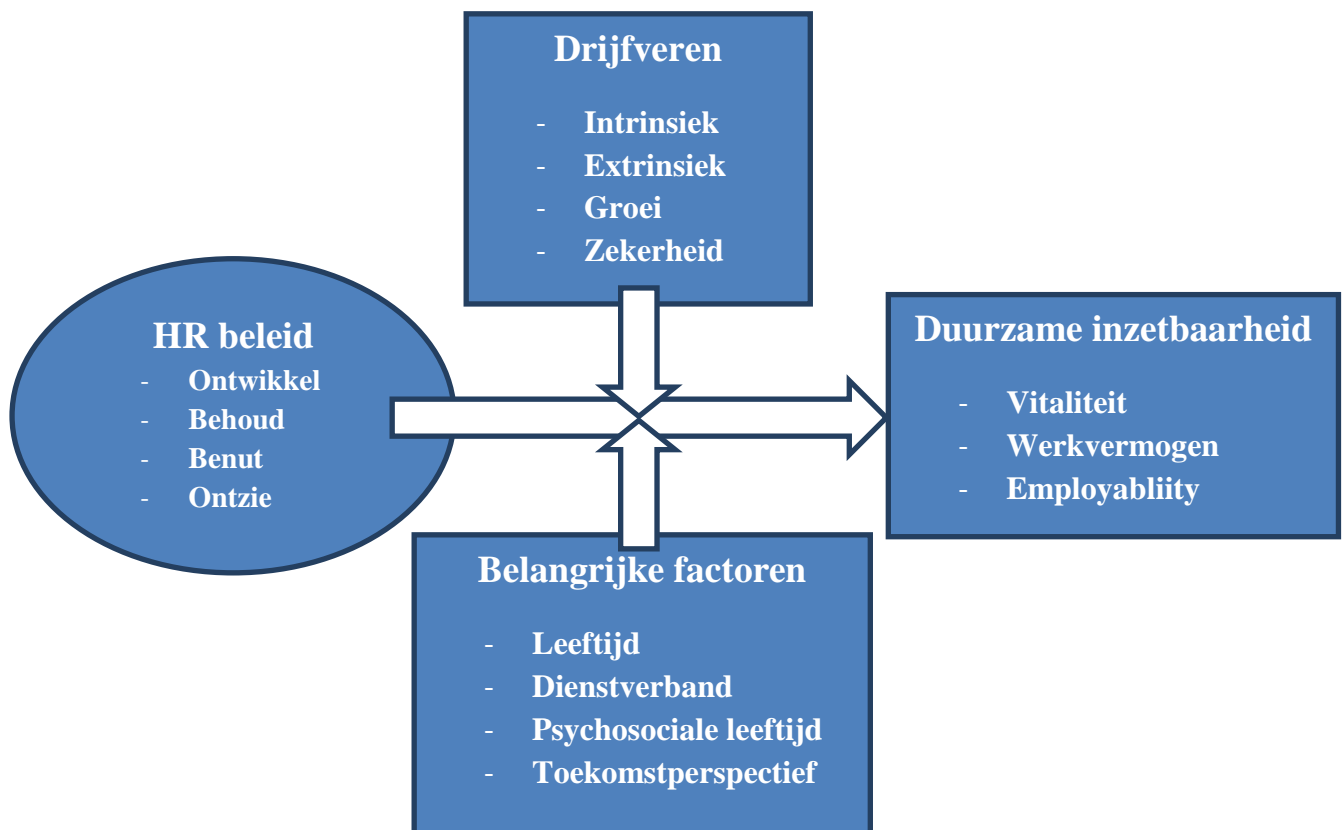 Drijfveren
- Intrinsiek
- Extrinsiek
- Groei
- Zekerheid
HR beleid
- Ontwikkel
- Behoud
- Benut
- Ontzie
Duurzame inzetbaarheid
- Vitaliteit
- Werkvermogen
- Employabliity
Belangrijke factoren
- Leeftijd
- Dienstverband
- Psychosociale leeftijd
- Toekomstperspectief